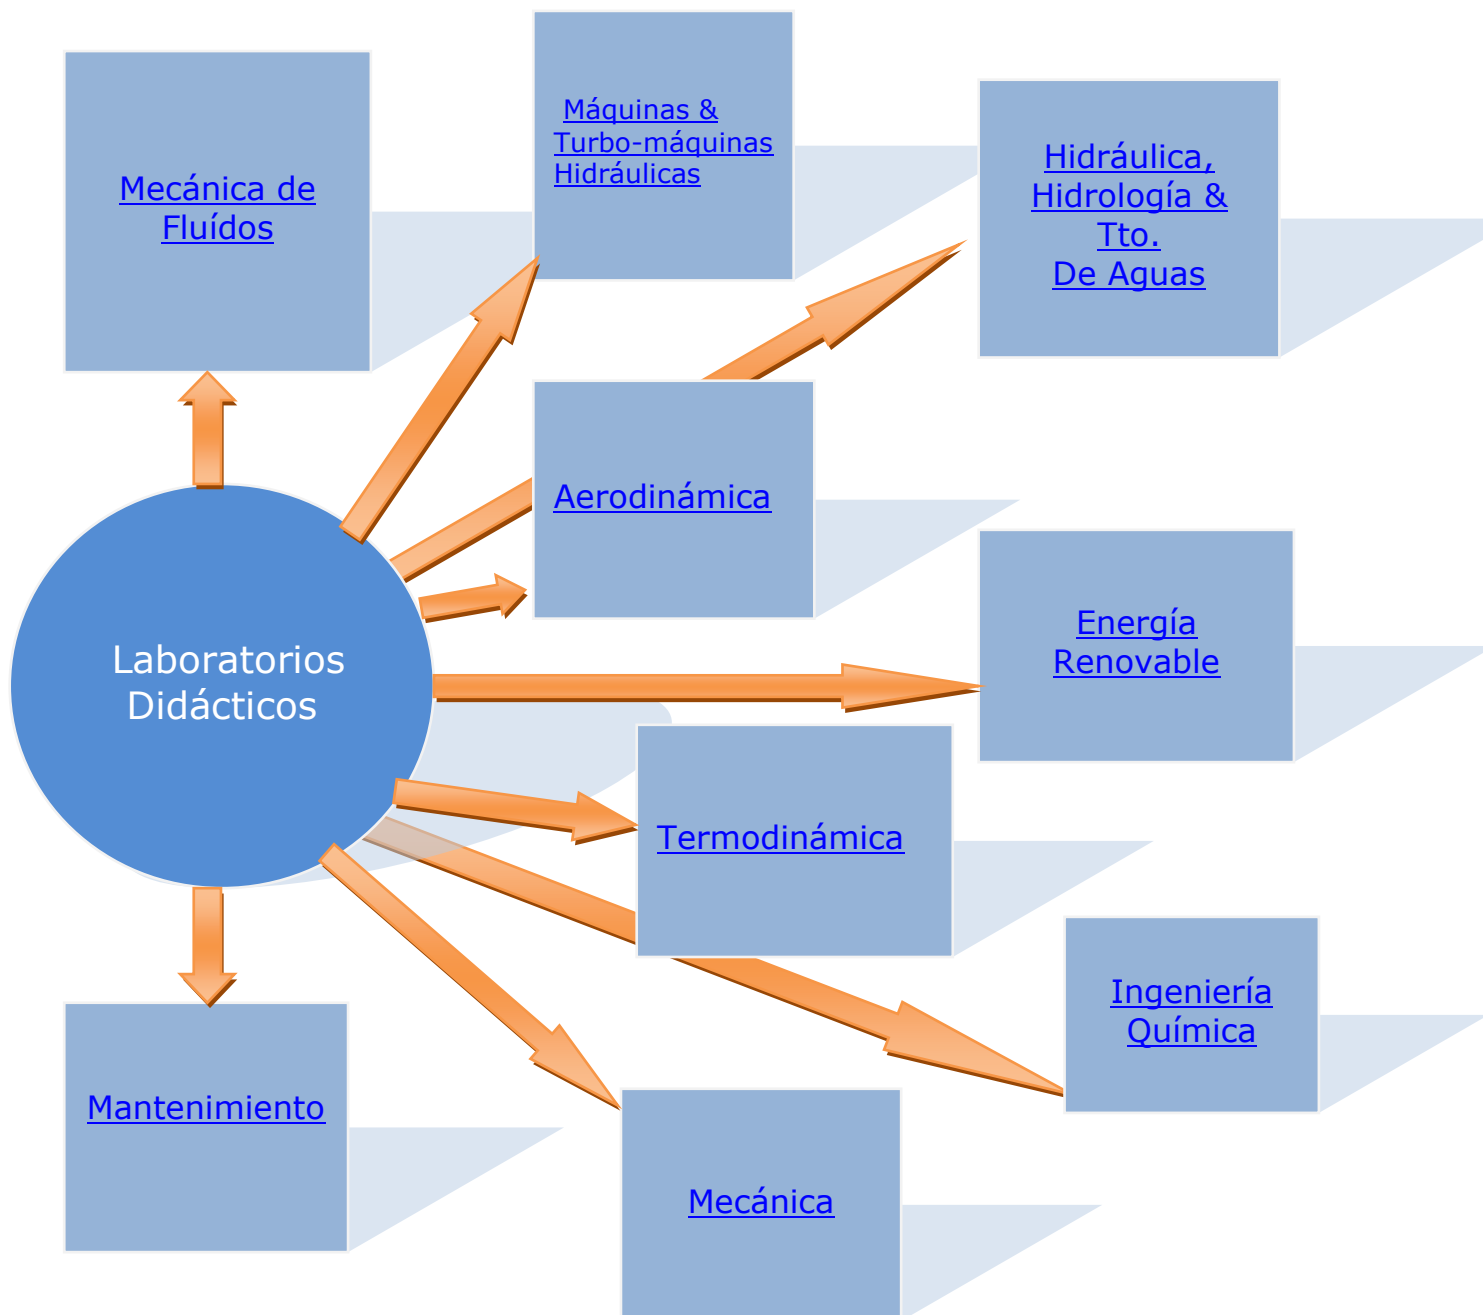 Mecánica de
Fluídos
Máquinas &
Turbo-máquinas
Hidráulicas
Hidráulica,
Hidrología &
Tto.
De Aguas
Aerodinámica
Energía
Renovable
Laboratorios
Didácticos
Termodinámica
Ingeniería
Química
Mantenimiento
Mecánica